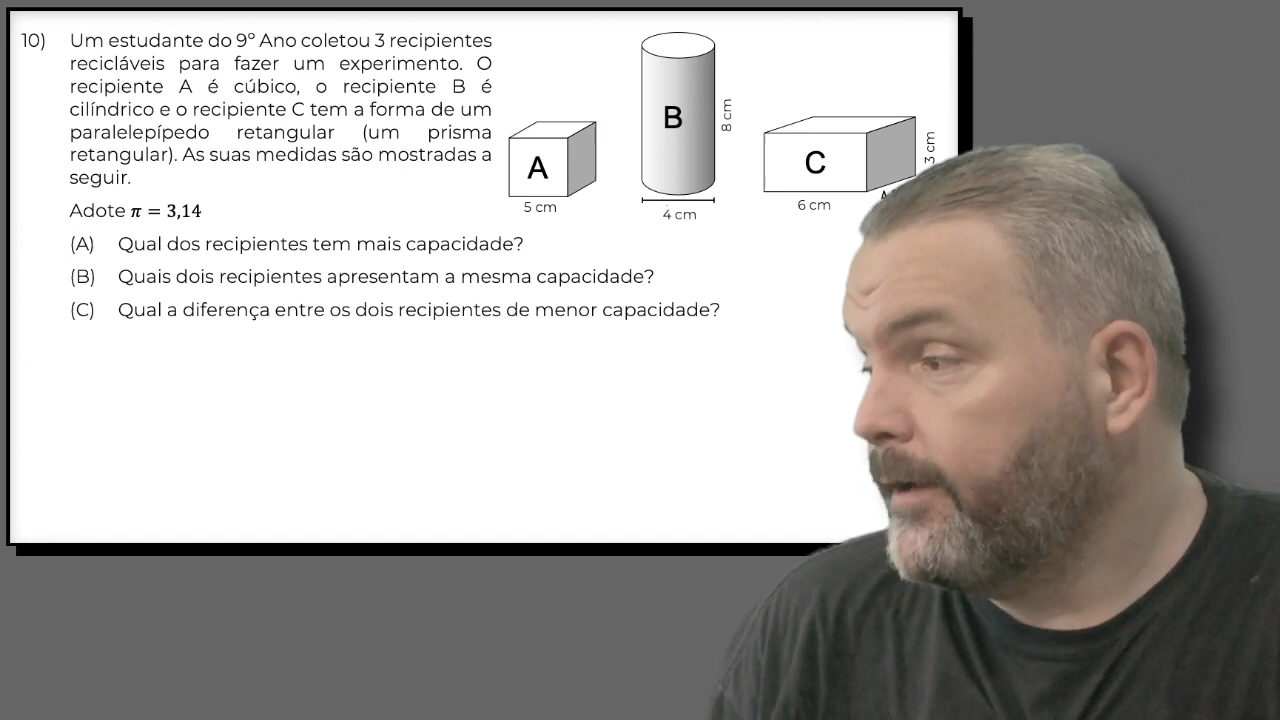 10) Um estudante do 9º Ano coletou 3 recipientes
recicláveis para fazer um experimento. O
recipiente A é cúbico, o recipiente B é
cilíndrico e o recipiente C tem a forma de um
paralelepípedo retangular (um prisma
retangular). As suas medidas são mostradas a
seguir.
Adote π = 3,14
A
5 cm
B
8 cm
4 cm
C
3 cm
6 cm
(A) Qual dos recipientes tem mais capacidade?
(B) Quais dois recipientes apresentam a mesma capacidade?
(C) Qual a diferença entre os dois recipientes de menor capacidade?